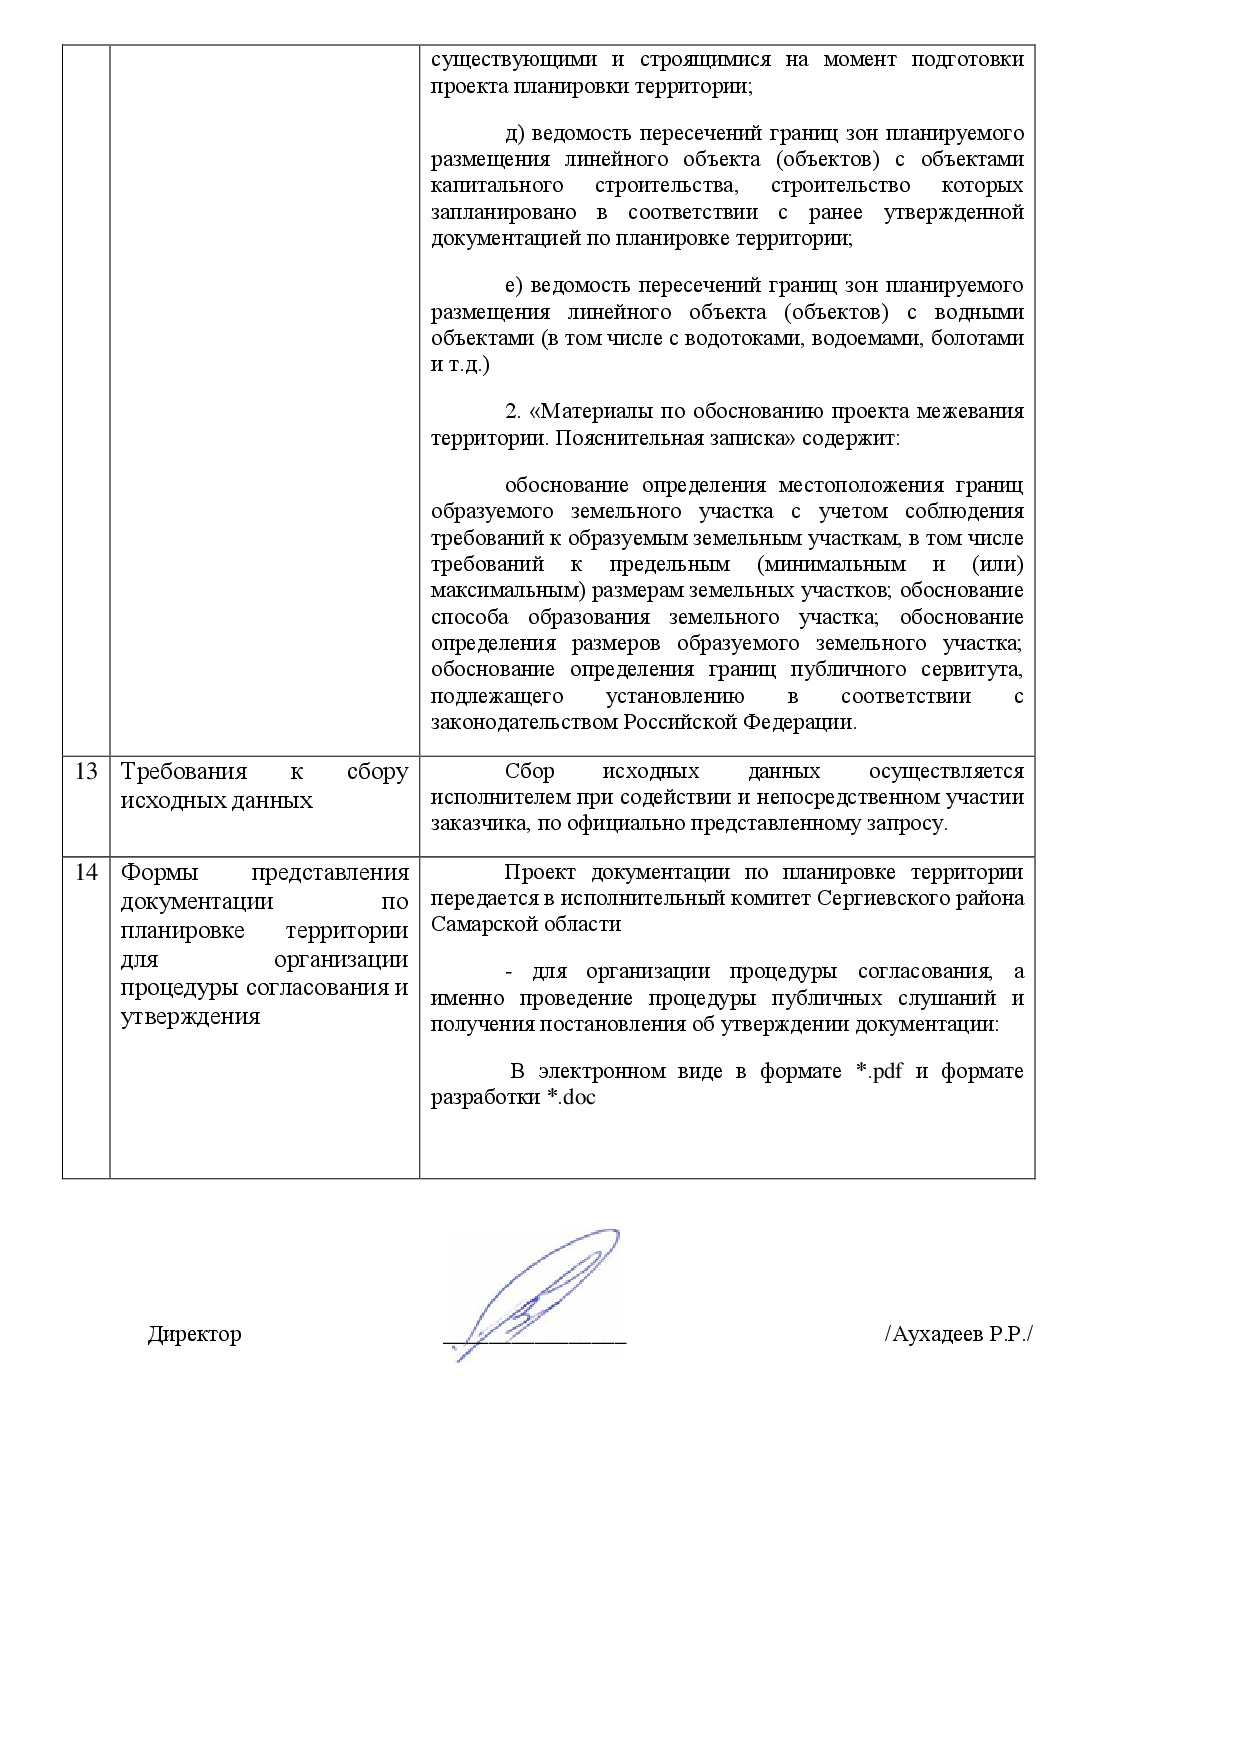 существующими и строящимися на момент подготовки
проекта планировки территории;
д) ведомость пересечений границ зон планируемого
размещения линейного объекта (объектов) с объектами
капитального строительства, строительство которых
запланировано в соответствии с ранее утвержденной
документацией по планировке территории;
е) ведомость пересечений границ зон планируемого
размещения линейного объекта (объектов) с водными
объектами (в том числе с водотоками, водоемами, болотами
и т.д.)
2. «Материалы по обоснованию проекта межевания
территории. Пояснительная записка» содержит:
обоснование определения местоположения границ
образуемого земельного участка с учетом соблюдения
требований к образуемым земельным участкам, в том числе
требований к предельным (минимальным и (или)
максимальным) размерам земельных участков; обоснование
способа образования земельного участка; обоснование
определения размеров образуемого земельного участка;
обоснование определения границ публичного сервитута,
подлежащего установлению в соответствии с
законодательством Российской Федерации.
13
Требования к сбору
исходных данных
Сбор исходных данных осуществляется
исполнителем при содействии и непосредственном участии
заказчика, по официально представленному запросу.
14
Формы представления
документации по
планировке территории
для организации
процедуры согласования и
утверждения
Проект документации по планировке территории
передается в исполнительный комитет Сергиевского района
Самарской области
- для организации процедуры согласования, а
именно проведение процедуры публичных слушаний и
получения постановления об утверждении документации:
В электронном виде в формате *.pdf и формате
разработки *.doc
Директор /Аухадеев Р.Р./